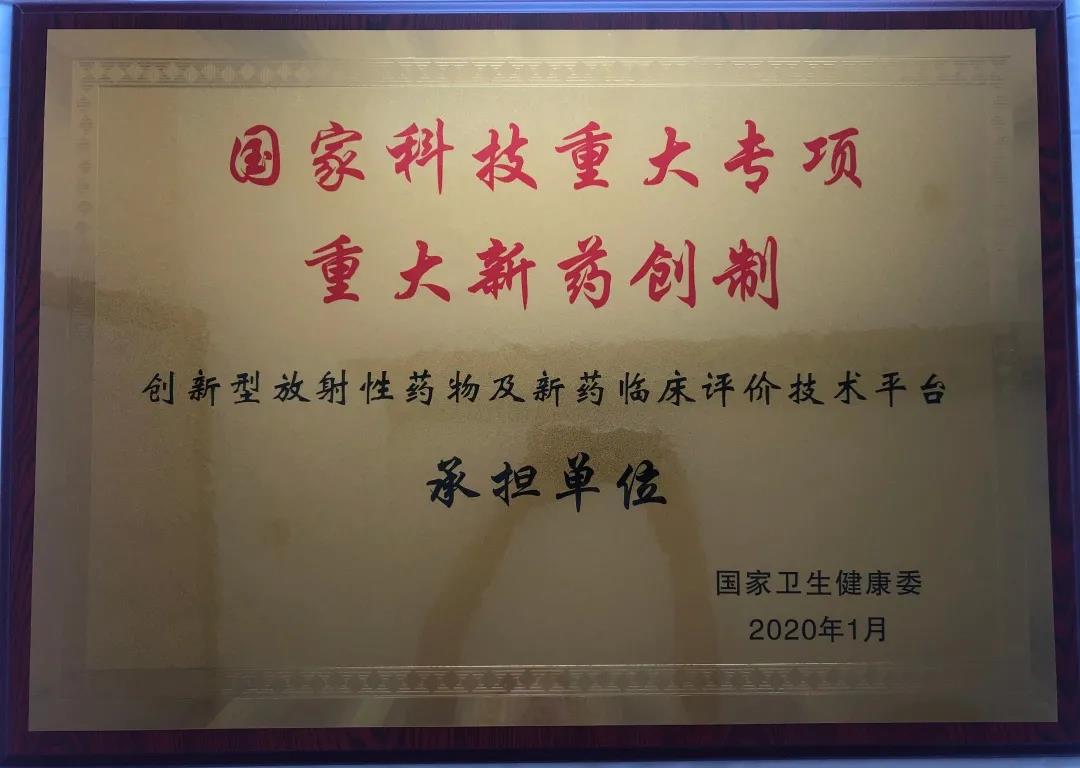 国家科技重大专项
重大新药创制
创新型放射性药物及新药临床评价技术平台
承担单位
国家卫生健康委
2020年1月